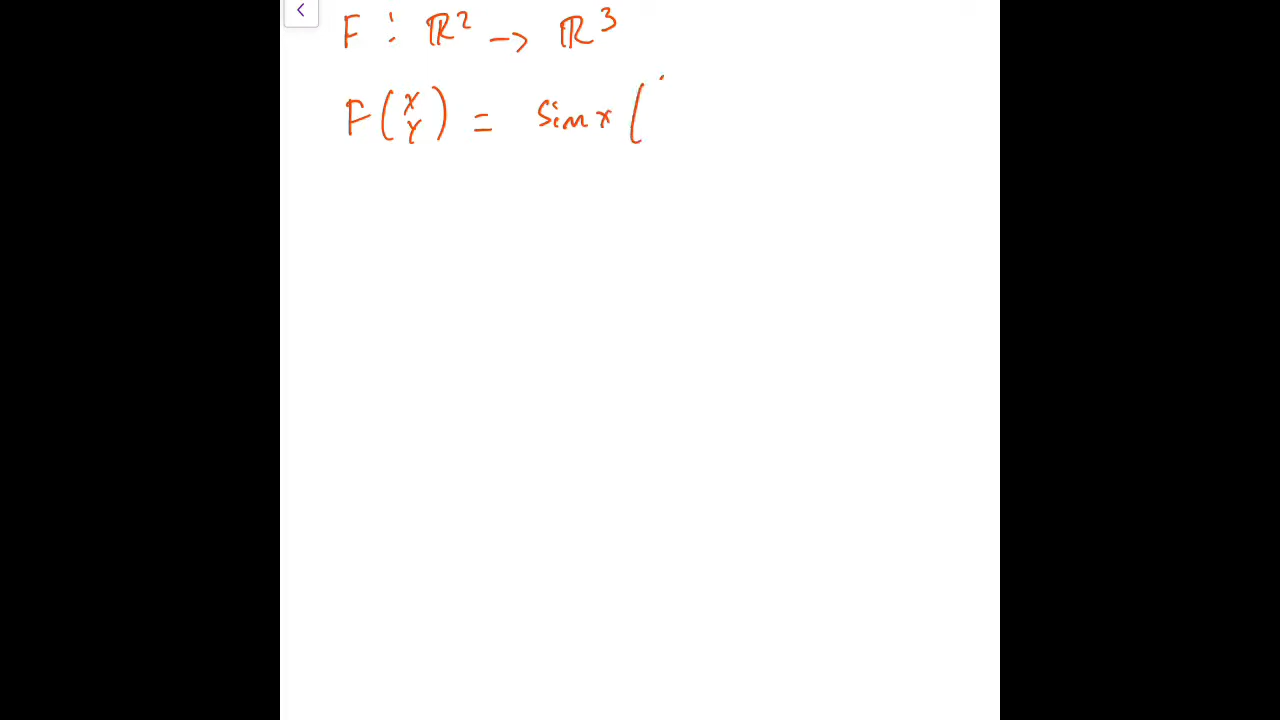 F : ℝ² -> ℝ³
F(x y) = Sin x (